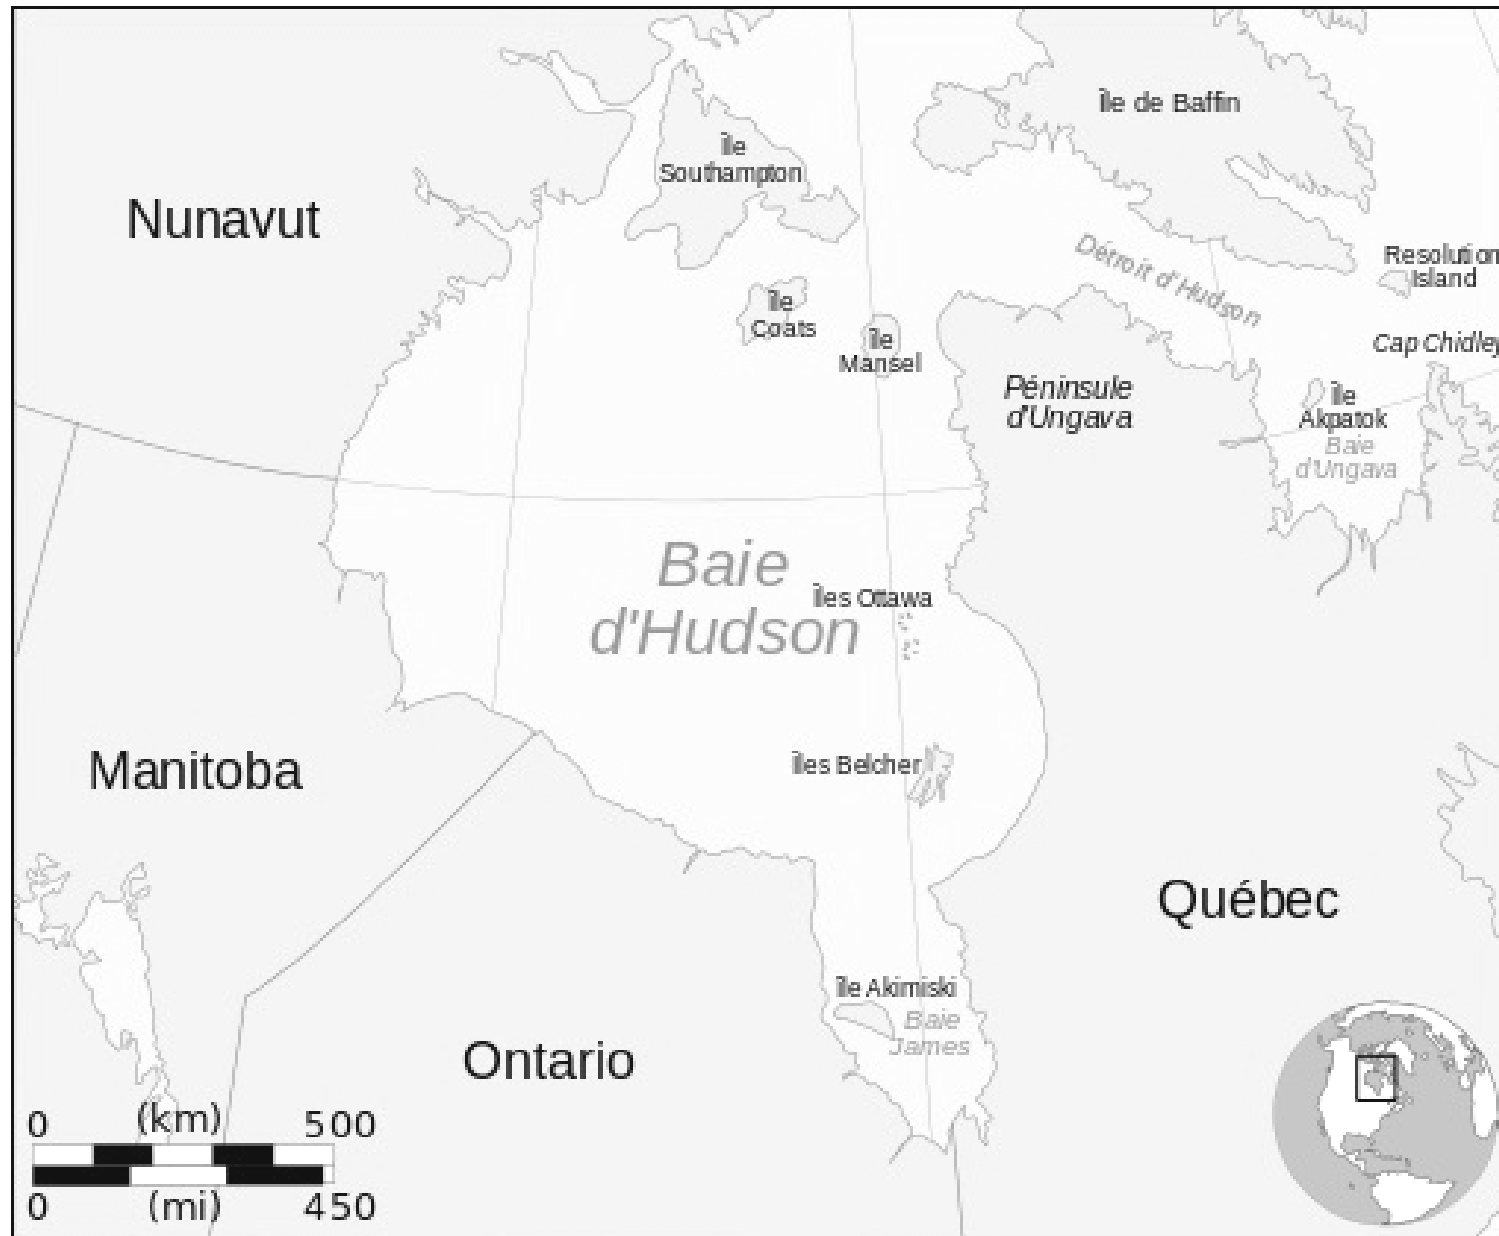 Île de Baffin
Île
Southampton
Nunavut
Détroit d'Hudson
Resolution
Island
Île
Coats
Île
Mansel
Cap Chidley
Péninsule
d'Ungava
Île
Akpatok
Baie
d'Ungava
Baie
d'Hudson
Îles Ottawa
Îles Belcher
Manitoba
Québec
Île Akimiski
Baie
James
Ontario
0 (km) 500
0 (mi) 450